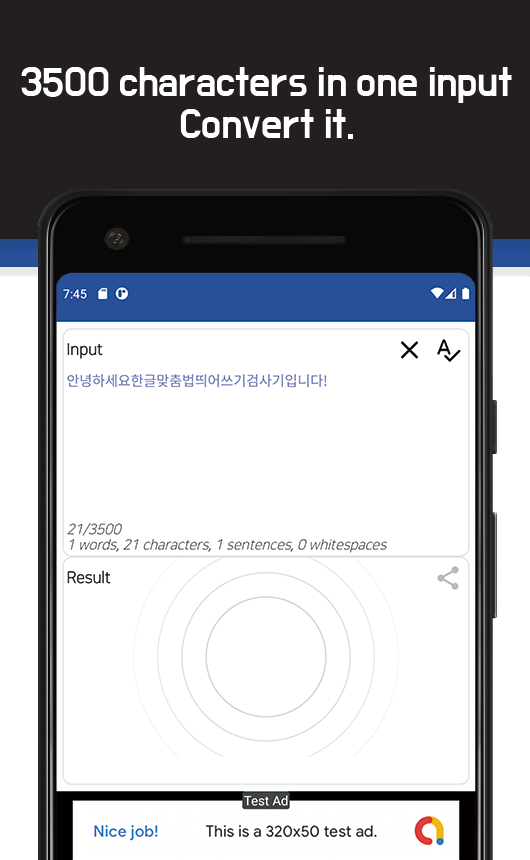 3500 characters in one input
Convert it.
7:45
Input
안녕하세요한글맞춤법띄어쓰기검사기입니다!
21/3500
1 words, 21 characters, 1 sentences, 0 whitespaces
Result
Test Ad
Nice job! This is a 320x50 test ad.